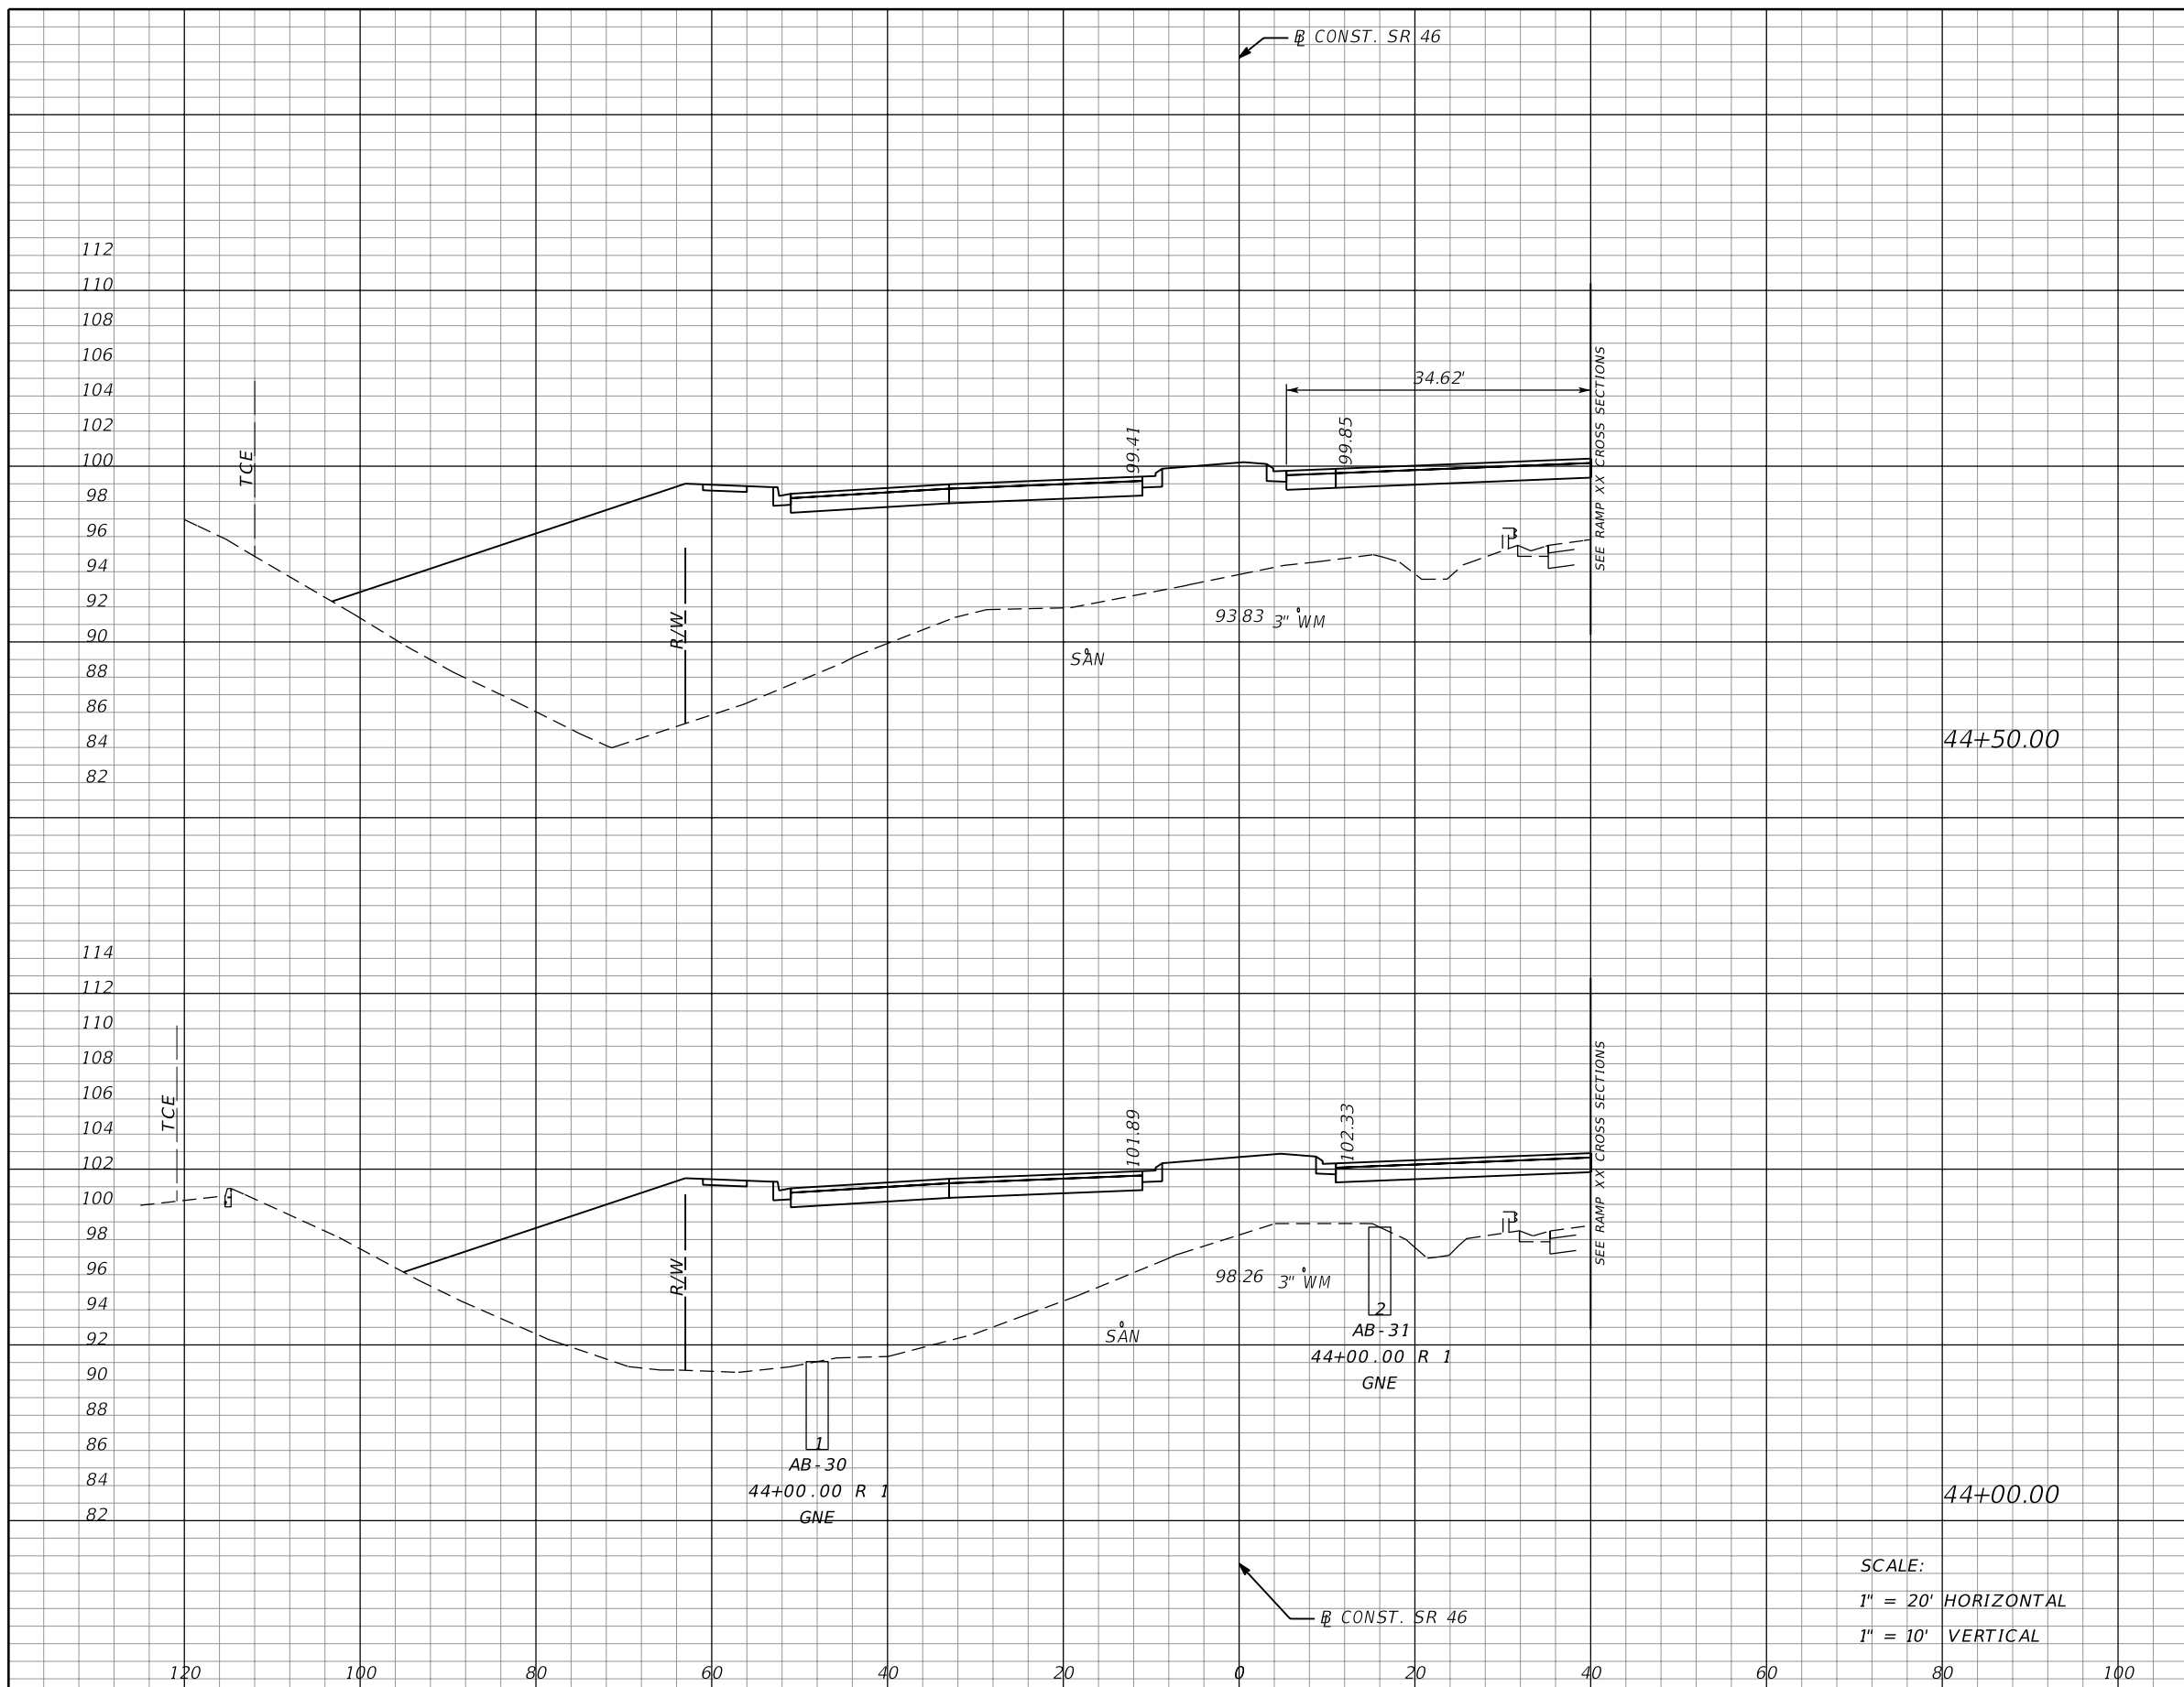 BL CONST. SR 46
112
110
108
106
104
102
100
98
96
94
92
90
88
86
84
82
TCE
R/W
99.41
34.62'
99.85
SEE RAMP XX CROSS SECTIONS
93.83 3" WM
SAN
44+50.00
114
112
110
108
106
104
102
100
98
96
94
92
90
88
86
84
82
TCE
R/W
101.89
102.33
SEE RAMP XX CROSS SECTIONS
98.26 3" WM
SAN
2
AB-31
44+00.00 R 1
GNE
1
AB-30
44+00.00 R 1
GNE
44+00.00
BL CONST. SR 46
SCALE:
1" = 20' HORIZONTAL
1" = 10' VERTICAL
120 100 80 60 40 20 0 20 40 60 80 100